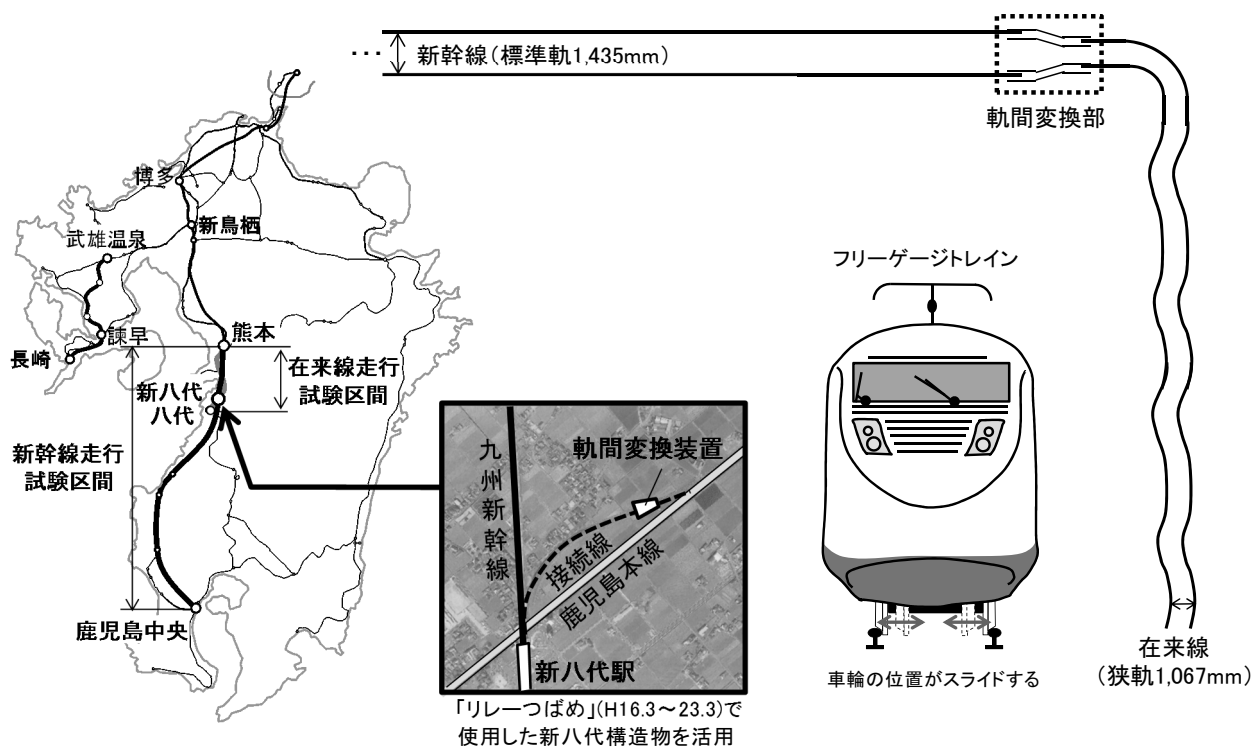 … 新幹線（標準軌1,435mm）
軌間変換部
博多
新鳥栖
武雄温泉
諫早
長崎
熊本
在来線走行
試験区間
新八代
八代
新幹線走行
試験区間
鹿児島中央
九州新幹線
軌間変換装置
接続線
鹿児島本線
新八代駅
「リレーつばめ」(H16.3～23.3)で
使用した新八代構造物を活用
フリーゲージトレイン
車輪の位置がスライドする
在来線
（狭軌1,067mm）